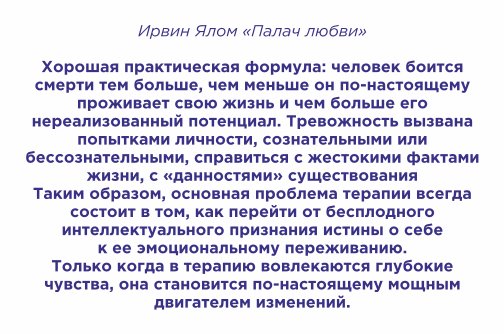 Ирвин Ялом «Палач любви»
Хорошая практическая формула: человек боится
смерти тем больше, чем меньше он по-настоящему
проживает свою жизнь и чем больше его
нереализованный потенциал. Тревожность вызвана
попытками личности, сознательными или
бессознательными, справиться с жестокими фактами
жизни, с «данностями» существования
Таким образом, основная проблема терапии всегда
состоит в том, как перейти от бесплодного
интеллектуального признания истины о себе
к ее эмоциональному переживанию.
Только когда в терапию вовлекаются глубокие
чувства, она становится по-настоящему мощным
двигателем изменений.